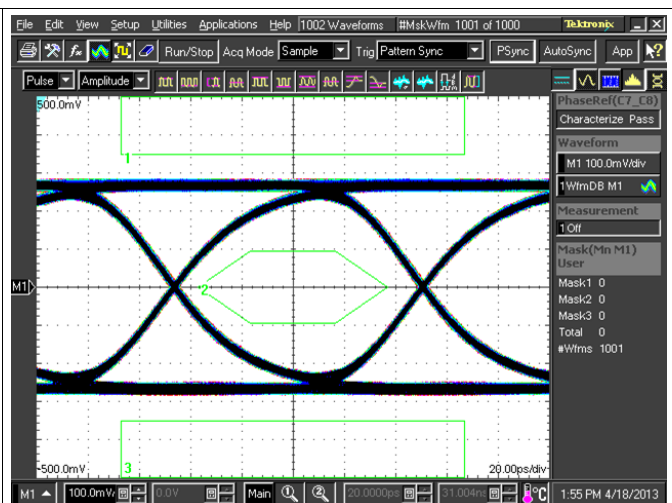 File Edit View Setup Utilities Applications Help 1002 Waveforms #MskWfm 1001 of 1000 Tektronix
Run/Stop Acq Mode Sample Trig Pattern Sync PSync AutoSync App
Pulse Amplitude
500.0mV
PhaseRef(C7_C8)
Characterize Pass
Waveform
M1 100.0mV/div
1 WfmDB M1
Measurement
1 Off
Mask(Mn M1)
User
Mask1 0
Mask2 0
Mask3 0
Total 0
#Wfms 1001
1
M1
2
3
-500.0mV 20.00ps/div
M1 100.0mV/ 0.0V Main 1 2 20.0000ps 31.004ns °C 1:55 PM 4/18/2013